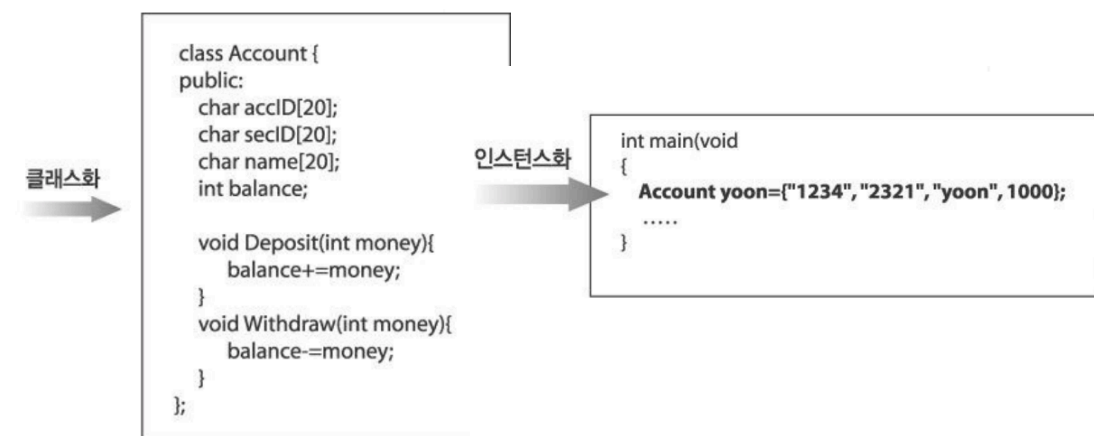 클래스화
class Account {
public:
char accID[20];
char secID[20];
char name[20];
int balance;
void Deposit(int money){
balance+=money;
}
void Withdraw(int money){
balance-=money;
}
};
인스턴스화
int main(void
{
Account yoon={"1234", "2321", "yoon", 1000};
.....
}